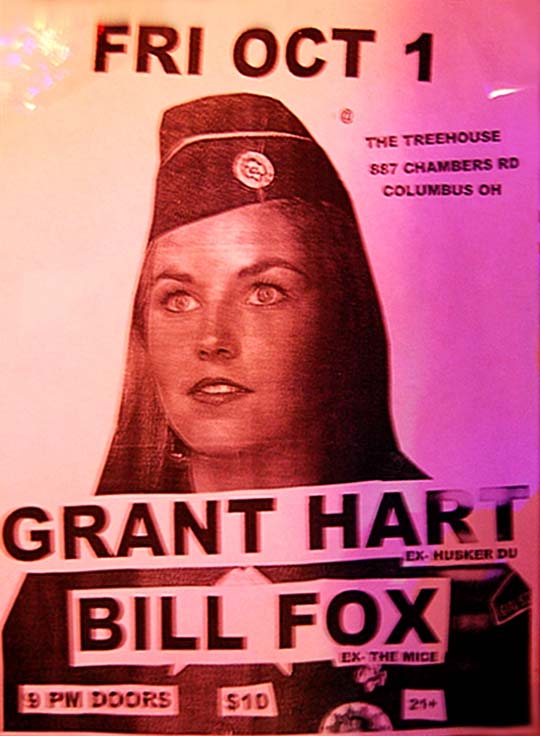 FRI OCT 1
@
THE TREEHOUSE
887 CHAMBERS RD
COLUMBUS OH
GRANT HART
EX- HUSKER DU
BILL FOX
EX- THE MICE
9 PM DOORS
$10
21+